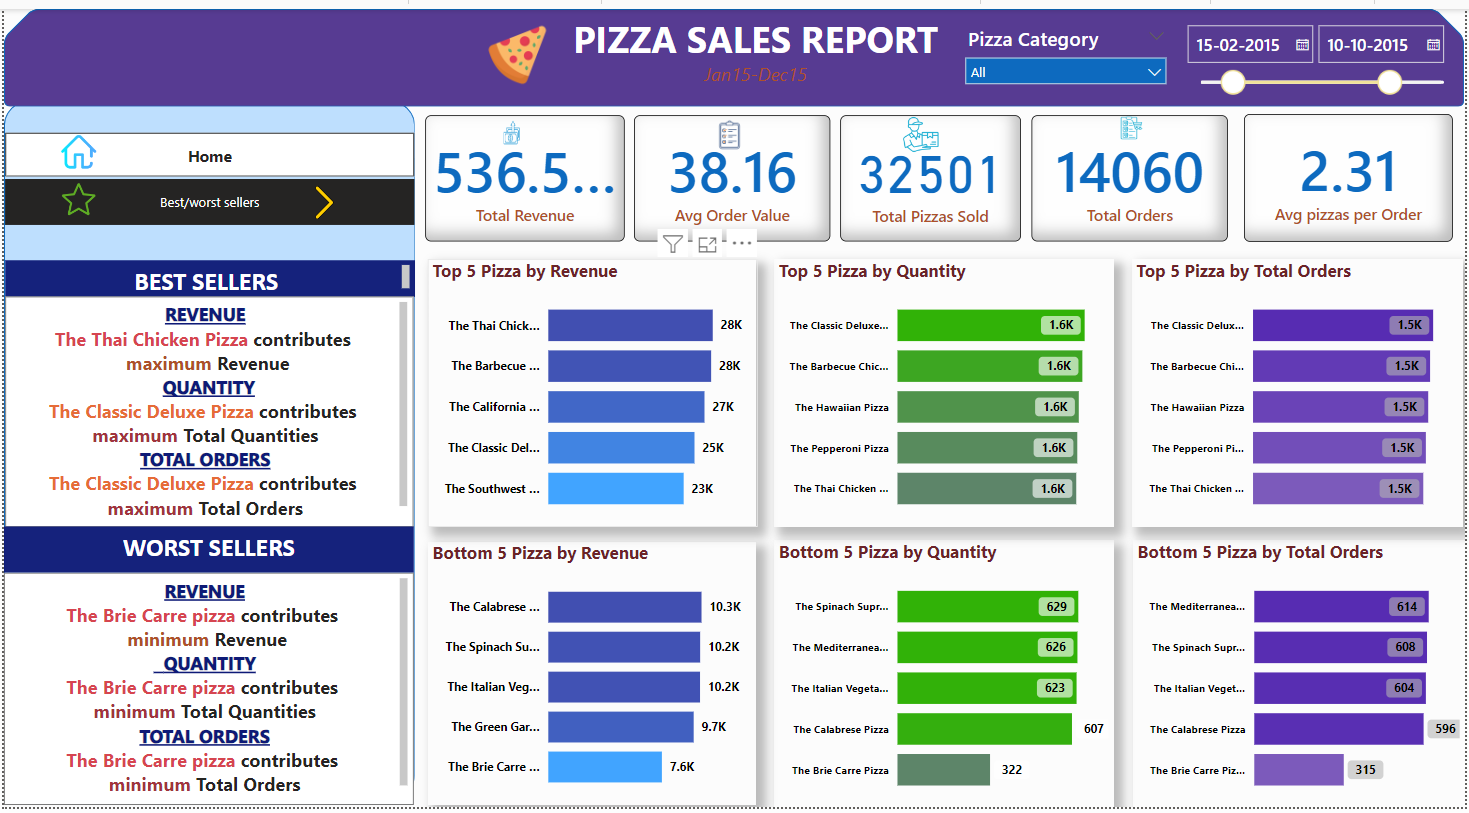 PIZZA SALES REPORT
Jan15-Dec15
Pizza Category
All
15-02-2015
10-10-2015
Home
Best/worst sellers
536.5...
Total Revenue
38.16
Avg Order Value
32501
Total Pizzas Sold
14060
Total Orders
2.31
Avg pizzas per Order
BEST SELLERS
REVENUE
The Thai Chicken Pizza contributes
maximum Revenue
QUANTITY
The Classic Deluxe Pizza contributes
maximum Total Quantities
TOTAL ORDERS
The Classic Deluxe Pizza contributes
maximum Total Orders
WORST SELLERS
REVENUE
The Brie Carre pizza contributes
minimum Revenue
QUANTITY
The Brie Carre pizza contributes
minimum Total Quantities
TOTAL ORDERS
The Brie Carre pizza contributes
minimum Total Orders
Top 5 Pizza by Revenue
The Thai Chick... 28K
The Barbecue ... 28K
The California ... 27K
The Classic Del... 25K
The Southwest ... 23K
Top 5 Pizza by Quantity
The Classic Deluxe... 1.6K
The Barbecue Chic... 1.6K
The Hawaiian Pizza 1.6K
The Pepperoni Pizza 1.6K
The Thai Chicken ... 1.6K
Top 5 Pizza by Total Orders
The Classic Delux... 1.5K
The Barbecue Chi... 1.5K
The Hawaiian Pizza 1.5K
The Pepperoni Pi... 1.5K
The Thai Chicken ... 1.5K
Bottom 5 Pizza by Revenue
The Calabrese ... 10.3K
The Spinach Su... 10.2K
The Italian Veg... 10.2K
The Green Gar... 9.7K
The Brie Carre ... 7.6K
Bottom 5 Pizza by Quantity
The Spinach Supr... 629
The Mediterranea... 626
The Italian Vegeta... 623
The Calabrese Pizza 607
The Brie Carre Pizza 322
Bottom 5 Pizza by Total Orders
The Mediterranea... 614
The Spinach Supr... 608
The Italian Veget... 604
The Calabrese Pizza 596
The Brie Carre Piz... 315